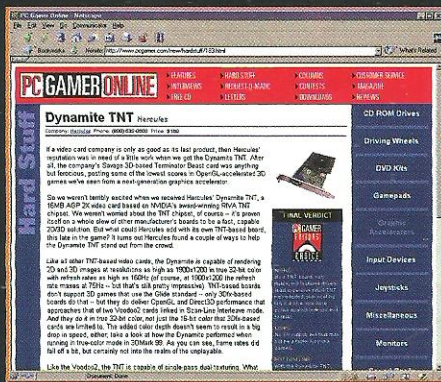 PC Gamer Online - Netscape
File Edit View Go Communicator Help
Bookmarks Netsite: http://www.pcgamer.com/new/hardstuff/183.html What's Related
PC GAMER ONLINE
FEATURES
INTERVIEWS
FREE CD
HARD STUFF
REQUEST-O-MATIC
LETTERS
COLUMNS
CONTESTS
DOWNLOADS
CUSTOMER SERVICE
MAGAZINE
REVIEWS
Hard Stuff
Dynamite TNT Hercules
Company: Hercules Phone: Price:
If a video card company is only as good as its last product, then Hercules'
reputation was in need of a little work when we got the Dynamite TNT. After
all, the company's Savage 3D-based Terminator Beast card was anything
but ferocious, posting some of the lowest scores in OpenGL-accelerated 3D
games we've seen from a next-generation graphics accelerator.
So we weren't terribly excited when we received Hercules' Dynamite TNT, a
16MB AGP 2X video card based on NVIDIA's award-winning RIVA TNT
chipset. We weren't worried about the TNT chipset, of course -- it's proven
itself on a whole slew of other manufacturer's boards to be a fast, capable
2D/3D solution. But what could Hercules add with its own TNT-based board,
this late in the game? It turns out Hercules found a couple of ways to help
the Dynamite TNT stand out from the crowd.
Like all other TNT-based video cards, the Dynamite is capable of rendering
2D and 3D images at resolutions as high as 1900x1200 in true 32-bit color
with refresh rates as high as 160Hz (of course, at 1900x1200 the refresh
rate maxes at 75Hz -- but that's still pretty impressive). TNT-based boards
don't support 3D games that use the Glide standard -- only 3Dfx-based
boards do that -- but they do deliver OpenGL and Direct3D performance that
approaches that of two Voodoo2 cards linked in Scan-Line Interleave mode.
And they do it in true 32-bit color, not just the 16-bit color that 3Dfx-based
cards are limited to. The added color depth doesn't seem to result in a big
drop in speed, either; take a look at how the Dynamite performed when
running in true-color mode in 3DMark 99. As you can see, frame rates did
fall off a bit, but certainly not into the realm of the unplayable.
Like the Voodoo2, the TNT is capable of single-pass dual texturing. What
FINAL VERDICT
PC GAMER
EDITORS'
CHOICE
CD ROM Drives
Driving Wheels
DVD Kits
Gamepads
Graphic
Accelerators
Input Devices
Joysticks
Miscellaneous
Monitors
Document: Done